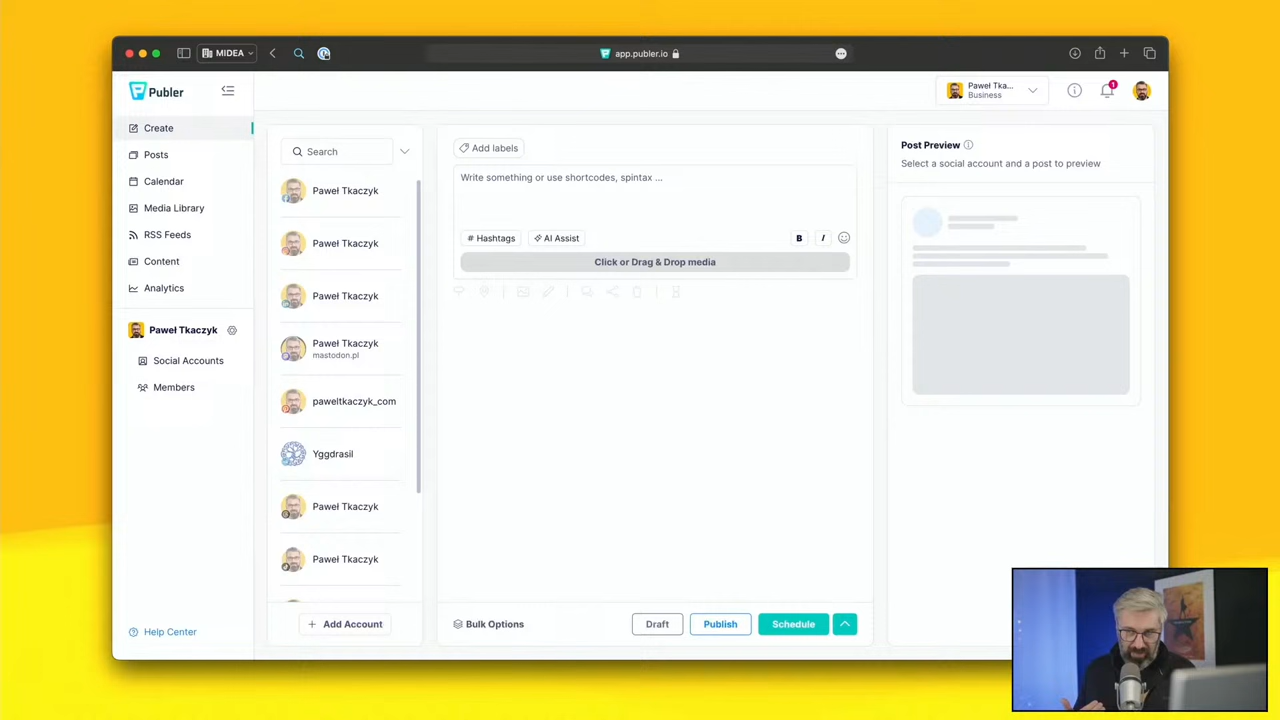 MIDEA
app.publer.io
Publer
Paweł Tka...
Business
1
Create
Posts
Calendar
Media Library
RSS Feeds
Content
Analytics
Paweł Tkaczyk
Social Accounts
Members
Help Center
Search
Paweł Tkaczyk
Paweł Tkaczyk
Paweł Tkaczyk
Paweł Tkaczyk
mastodon.pl
paweltkaczyk_com
Yggdrasil
Paweł Tkaczyk
Paweł Tkaczyk
+ Add Account
Add labels
Write something or use shortcodes, spintax ...
# Hashtags
AI Assist
B I
Click or Drag & Drop media
Bulk Options
Draft
Publish
Schedule
Post Preview
Select a social account and a post to preview